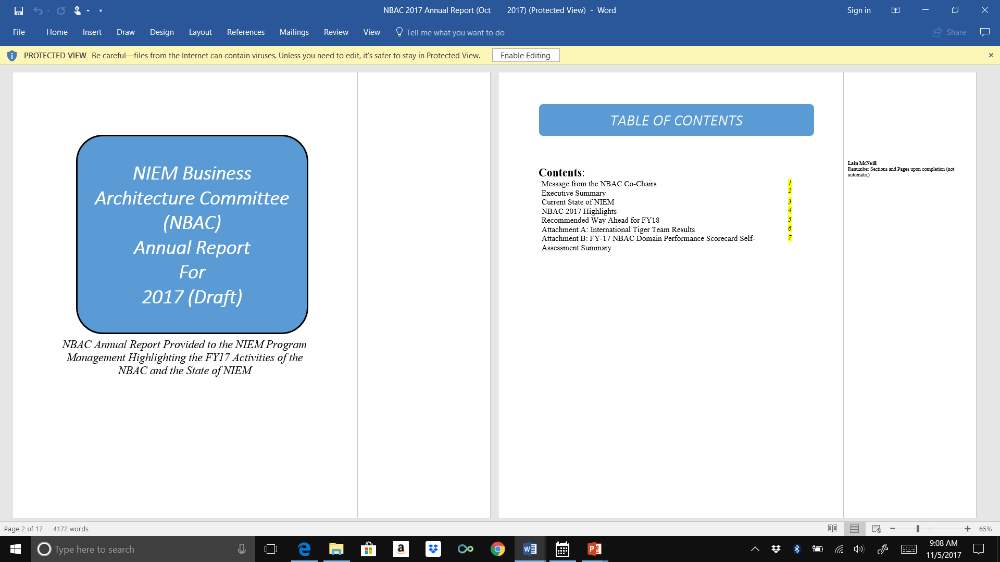 NBAC 2017 Annual Report (Oct 2017) (Protected View) - Word
Sign in
File Home Insert Draw Design Layout References Mailings Review View Tell me what you want to do
Share
PROTECTED VIEW Be careful—files from the Internet can contain viruses. Unless you need to edit, it's safer to stay in Protected View. Enable Editing
NIEM Business
Architecture Committee
(NBAC)
Annual Report
For
2017 (Draft)
NBAC Annual Report Provided to the NIEM Program
Management Highlighting the FY17 Activities of the
NBAC and the State of NIEM
TABLE OF CONTENTS
Contents:
Message from the NBAC Co-Chairs 1
Executive Summary 2
Current State of NIEM 3
NBAC 2017 Highlights 4
Recommended Way Ahead for FY18 5
Attachment A: International Tiger Team Results 6
Attachment B: FY-17 NBAC Domain Performance Scorecard Self- 7
Assessment Summary
Lain McNeill
Renumber Sections and Pages upon completion (not
automatic)
Page 2 of 17 4172 words
65%
Type here to search
9:08 AM
11/5/2017